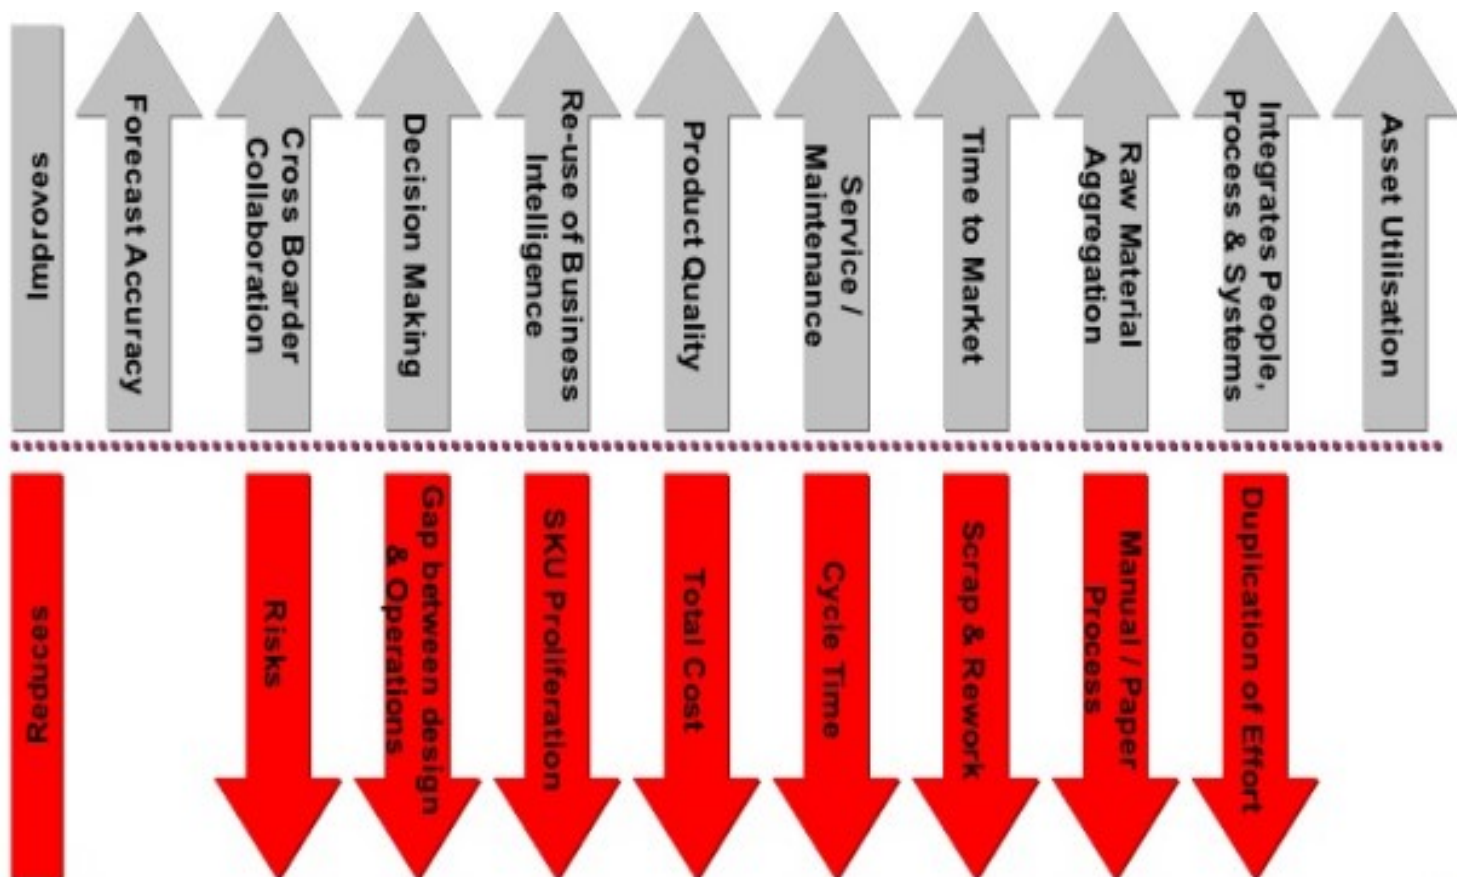 Improves
Forecast Accuracy
Cross Boarder
Collaboration
Decision Making
Re-use of Business
Intelligence
Product Quality
Service /
Maintenance
Time to Market
Raw Material
Aggregation
Integrates People,
Process & Systems
Asset Utilisation
Reduces
Risks
Gap between design
& Operations
SKU Proliferation
Total Cost
Cycle Time
Scrap & Rework
Manual / Paper
Process
Duplication of Effort